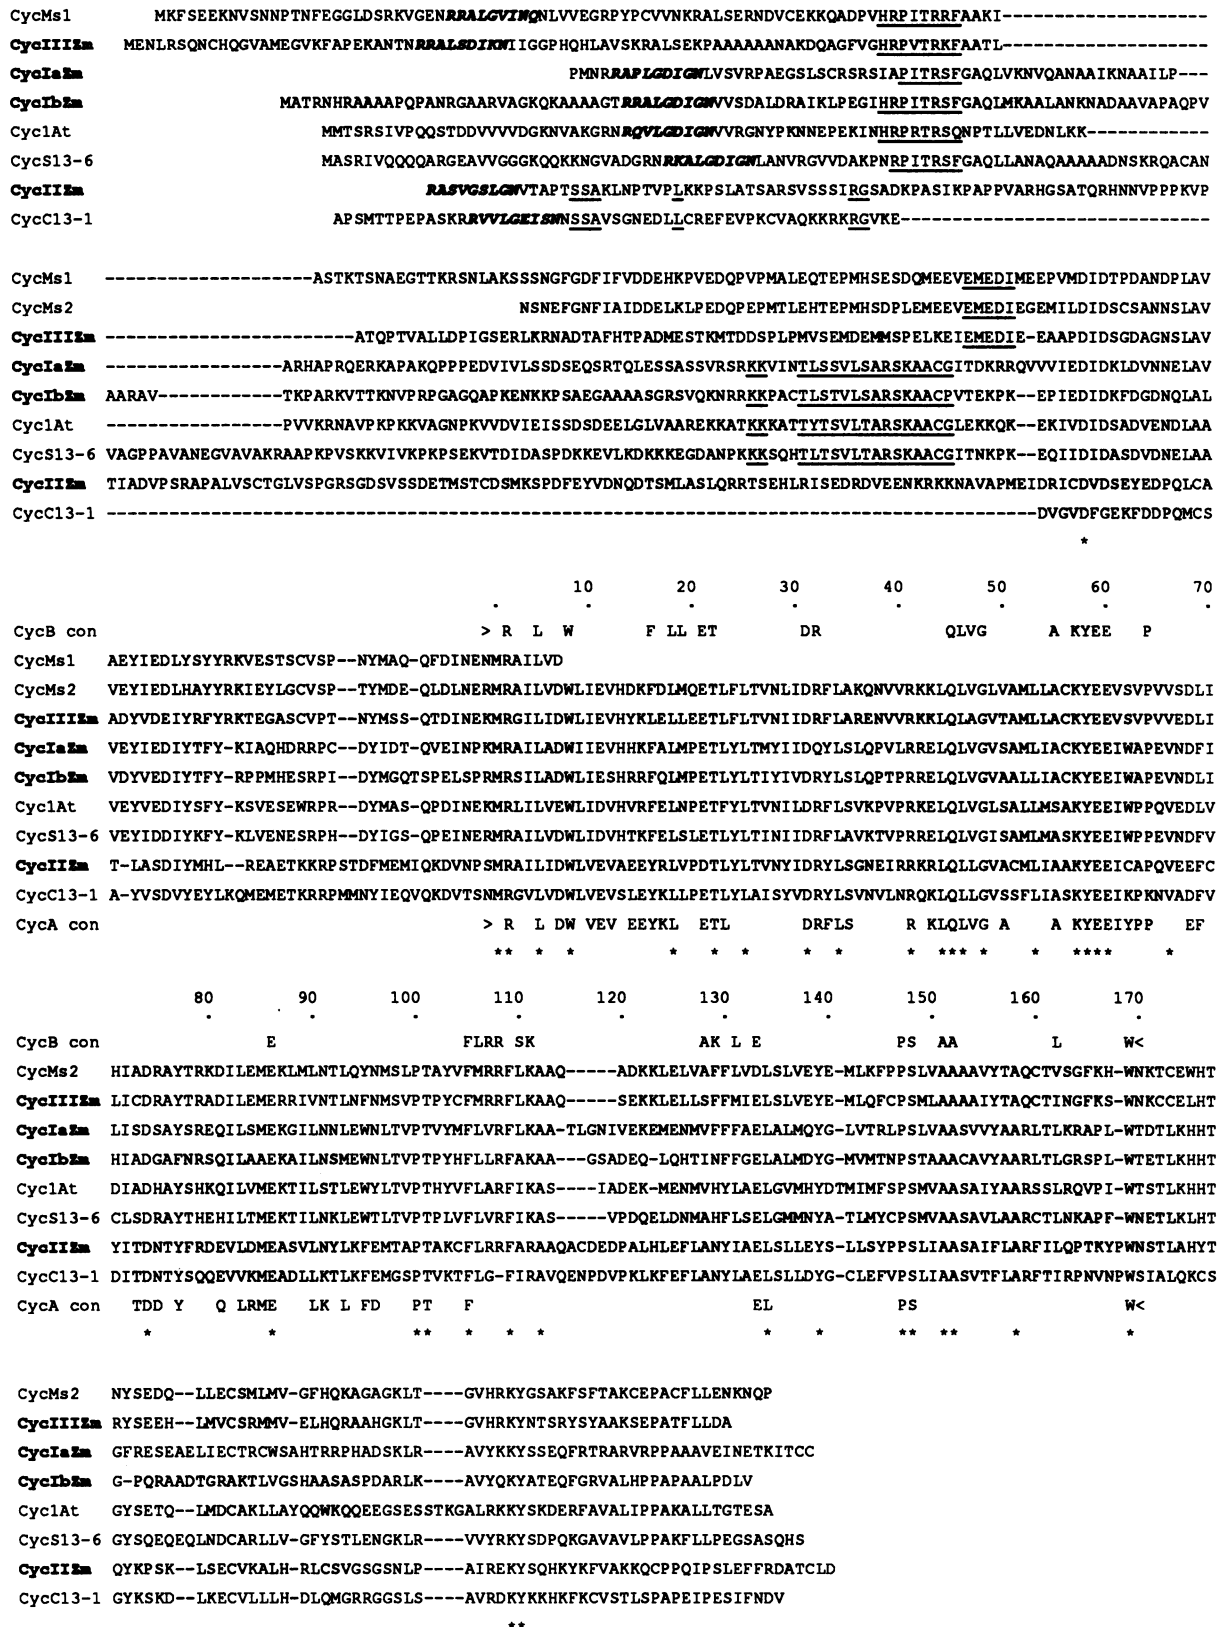 CycMs1 MKFSEEKNVSNNPTNFEGGLDSRKVGENRRALGVINQNLVVEGRPYPCVVNKRALSERNDVCEKKQADPVHRPITRRFAAKI--------------------
CycIIIZm MENLRSQNCHQGVAMEGVKFAPEKANTNRRALSDIKNIIGGPHQHLAVSKRALSEKPAAAAAANAKDQAGFVGHRPVTRKFAATL--------------------
CycIaZm PMNRRAPLGDIGNLVSVRPAEGSLSCRSRSIAPITRSFGAQLVKNVQANAAIKNAAILP---
CycIbZm MATRNHRAAAAPQPANRGAARVAGKQKAAAAGTRRALGDIGNVVSDALDRAIKLPEGIHRPITRSFGAQLMKAALANKNADAAVAPAQPV
Cyc1At MMTSRSIVPQQSTDDVVVVDGKNVAKGRNRQVLGDIGNVVRGNYPKNNEPEKINHRPRTRSQNPTLLVEDNLKK------------
CycS13-6 MASRIVQQQQARGEAVVGGGKQQKKNGVADGRNRKALGDIGNLANVRGVVDAKPNRPITRSFGAQLLANAQAAAAADNSKRQACAN
CycIIZm RASVGSLGNVTAPTSSAKLNPTVPLKKPSLATSARSVSSSIRGSADKPASIKPAPPVARHGSATQRHNNVPPPKVP
CycC13-1 APSMTTPEPASKRRVVLGEISNNSSAVSGNEDLLCREFEVPKCVAQKKRKRGVKE------------------------------
CycMs1 --------------------ASTKTSNAEGTTKRSNLAKSSSNGFGDFIFVDDEHKPVEDQPVPMALEQTEPMHSESDQMEEVEMEDIMEEPVMDIDTPDANDPLAV
CycMs2 NSNEFGNFIAIDDELKLPEDQPEPMTLEHTEPMHSDPLEMEEVEMEDIEGEMILDIDSCSANNSLAV
CycIIIZm ------------------------ATQPTVALLDPIGSERLKRNADTAFHTPADMESTKMTDDSPLPMVSEMDEMMSPELKEIEMEDIE-EAAPDIDSGDAGNSLAV
CycIaZm -----------------ARHAPRQERKAPAKQPPPEDVIVLSSDSEQSRTQLESSASSVRSRKKVINTLSSVLSARSKAACGITDKRRQVVVIEDIDKLDVNNELAV
CycIbZm AARAV------------TKPARKVTTKNVPRPGAGQAPKENKKPSAEGAAAASGRSVQKNRRKKPACTLSTVLSARSKAACPVTEKPK--EPIEDIDKFDGDNQLAL
Cyc1At -----------------PVVKRNAVPKPKKVAGNPKVVDVIEISSDSDEELGLVAAREKKATKKKATTYTSVLTARSKAACGLEKKQK--EKIVDIDSADVENDLAA
CycS13-6 VAGPPAVANEGVAVAKRAAPKPVSKKVIVKPKPSEKVTDIDASPDKKEVLKDKKKEGDANPKKKSQHTLTSVLTARSKAACGITNKPK--EQIIDIDASDVDNELAA
CycIIZm TIADVPSRAPALVSCTGLVSPGRSGDSVSSDETMSTCDSMKSPDFEYVDNQDTSMLASLQRRTSEHLRISEDRDVEENKRKKNAVAPMEIDRICDVDSEYEDPQLCA
CycC13-1 ------------------------------------------------------------------------------------------DVGVDFGEKFDDPQMCS
*
10 20 30 40 50 60 70
. . . . . . . .
CycB con > R L W F LL ET DR QLVG A KYEE P
CycMs1 AEYIEDLYSYYRKVESTSCVSP--NYMAQ-QFDINENMRAILVD
CycMs2 VEYIEDLHAYYRKIEYLGCVSP--TYMDE-QLDLNERMRAILVDWLIEVHDKFDLMQETLFLTVNLIDRFLAKQNVVRKKLQLVGLVAMLLACKYEEVSVPVVSDLI
CycIIIZm ADYVDEIYRFYRKTEGASCVPT--NYMSS-QTDINEKMRGILIDWLIEVHYKLELLEETLFLTVNIIDRFLARENVVRKKLQLAGVTAMLLACKYEEVSVPVVEDLI
CycIaZm VEYIEDIYTFY-KIAQHDRRPC--DYIDT-QVEINPKMRAILADWIIEVHHKFALMPETLYLTMYIIDQYLSLQPVLRRELQLVGVSAMLIACKYEEIWAPEVNDFI
CycIbZm VDYVEDIYTFY-RPPMHESRPI--DYMGQTSPELSPRMRSILADWLIESHRRFQLMPETLYLTIYIVDRYLSLQPTPRRELQLVGVAALLIACKYEEIWAPEVNDLI
Cyc1At VEYVEDIYSFY-KSVESEWRPR--DYMAS-QPDINEKMRLILVEWLIDVHVRFELNPETFYLTVNILDRFLSVKPVPRKELQLVGLSALLMSAKYEEIWPPQVEDLV
CycS13-6 VEYIDDIYKFY-KLVENESRPH--DYIGS-QPEINERMRAILVDWLIDVHTKFELSLETLYLTINIIDRFLAVKTVPRRELQLVGISAMLMASKYEEIWPPEVNDFV
CycIIZm T-LASDIYMHL--REAETKKRPSTDFMEMIQKDVNPSMRAILIDWLVEVAEEYRLVPDTLYLTVNYIDRYLSGNEIRRKRLQLLGVACMLIAAKYEEICAPQVEEFC
CycC13-1 A-YVSDVYEYLKQMEMETKRRPMMNYIEQVQKDVTSNMRGVLVDWLVEVSLEYKLLPETLYLAISYVDRYLSVNVLNRQKLQLLGVSSFLIASKYEEIKPKNVADFV
CycA con > R L DW VEV EEYKL ETL DRFLS R KLQLVG A A KYEEIYPP EF
** * * * * * * * * *** * * **** *
80 90 100 110 120 130 140 150 160 170
. . . . . . . . . .
CycB con E FLRR SK AK L E PS AA L W<
CycMs2 HIADRAYTRKDILEMEKLMLNTLQYNMSLPTAYVFMRRFLKAAQ-----ADKKLELVAFFLVDLSLVEYE-MLKFPPSLVAAAAVYTAQCTVSGFKH-WNKTCEWHT
CycIIIZm LICDRAYTRADILEMERRIVNTLNFNMSVPTPYCFMRRFLKAAQ-----SEKKLELLSFFMIELSLVEYE-MLQFCPSMLAAAAIYTAQCTINGFKS-WNKCCELHT
CycIaZm LISDSAYSREQILSMEKGILNNLEWNLTVPTVYMFLVRFLKAA-TLGNIVEKEMENMVFFFAELALMQYG-LVTRLPSLVAASVVYAARLTLKRAPL-WTDTLKHHT
CycIbZm HIADGAFNRSQILAAEKAILNSMEWNLTVPTPYHFLLRFAKAA---GSADEQ-LQHTINFFGELALMDYG-MVMTNPSTAAACAVYAARLTLGRSPL-WTETLKHHT
Cyc1At DIADHAYSHKQILVMEKTILSTLEWYLTVPTHYVFLARFIKAS----IADEK-MENMVHYLAELGVMHYDTMIMFSPSMVAASAIYAARSSLRQVPI-WTSTLKHHT
CycS13-6 CLSDRAYTHEHILTMEKTILNKLEWTLTVPTPLVFLVRFIKAS-----VPDQELDNMAHFLSELGMMNYA-TLMYCPSMVAASAVLAARCTLNKAPF-WNETLKLHT
CycIIZm YITDNTYFRDEVLDMEASVLNYLKFEMTAPTAKCFLRRFARAAQACDEDPALHLEFLANYIAELSLLEYS-LLSYPPSLIAASAIFLARFILQPTKYPWNSTLAHYT
CycC13-1 DITDNTYSQQEVVKMEADLLKTLKFEMGSPTVKTFLG-FIRAVQENPDVPKLKFEFLANYLAELSLLDYG-CLEFVPSLIAASVTFLARFTIRPNVNPWSIALQKCS
CycA con TDD Y Q LRME LK L FD PT F EL PS W<
* * ** * * * * * ** ** * *
CycMs2 NYSEDQ--LLECSMLMV-GFHQKAGAGKLT----GVHRKYGSAKFSFTAKCEPACFLLENKNQP
CycIIIZm RYSEEH--LMVCSRMMV-ELHQRAAHGKLT----GVHRKYNTSRYSYAAKSEPATFLLDA
CycIaZm GFRESEAELIECTRCWSAHTRRPHADSKLR----AVYKKYSSEQFRTRARVRPPAAAVEINETKITCC
CycIbZm G-PQRAADTGRAKTLVGSHAASASPDARLK----AVYQKYATEQFGRVALHPPAPAALPDLV
Cyc1At GYSETQ--LMDCAKLLAYQQWKQQEEGSESSTKGALRKKYSKDERFAVALIPPAKALLTGTESA
CycS13-6 GYSQEQEQLNDCARLLV-GFYSTLENGKLR----VVYRKYSDPQKGAVAVLPPAKFLLPEGSASQHS
CycIIZm QYKPSK--LSECVKALH-RLCSVGSGSNLP----AIREKYSQHKYKFVAKKQCPPQIPSLEFFRDATCLD
CycC13-1 GYKSKD--LKECVLLLH-DLQMGRRGGSLS----AVRDKYKKHKFKCVSTLSPAPEIPESIFNDV
**